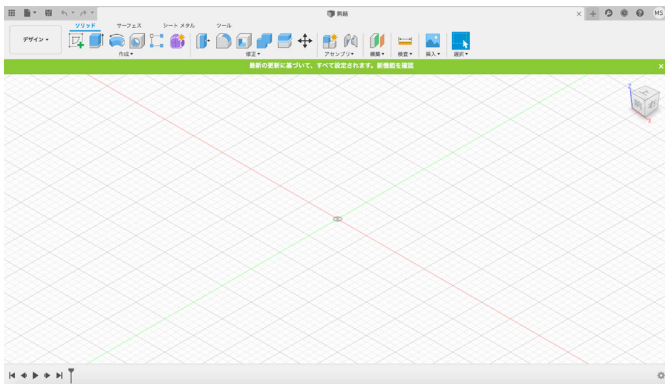 無題
MS
ソリッド サーフェス シート メタル ツール
デザイン
作成 修正 アセンブリ 構築 検査 挿入 選択
最新の更新に基づいて、すべて設定されます。新機能を確認
Z